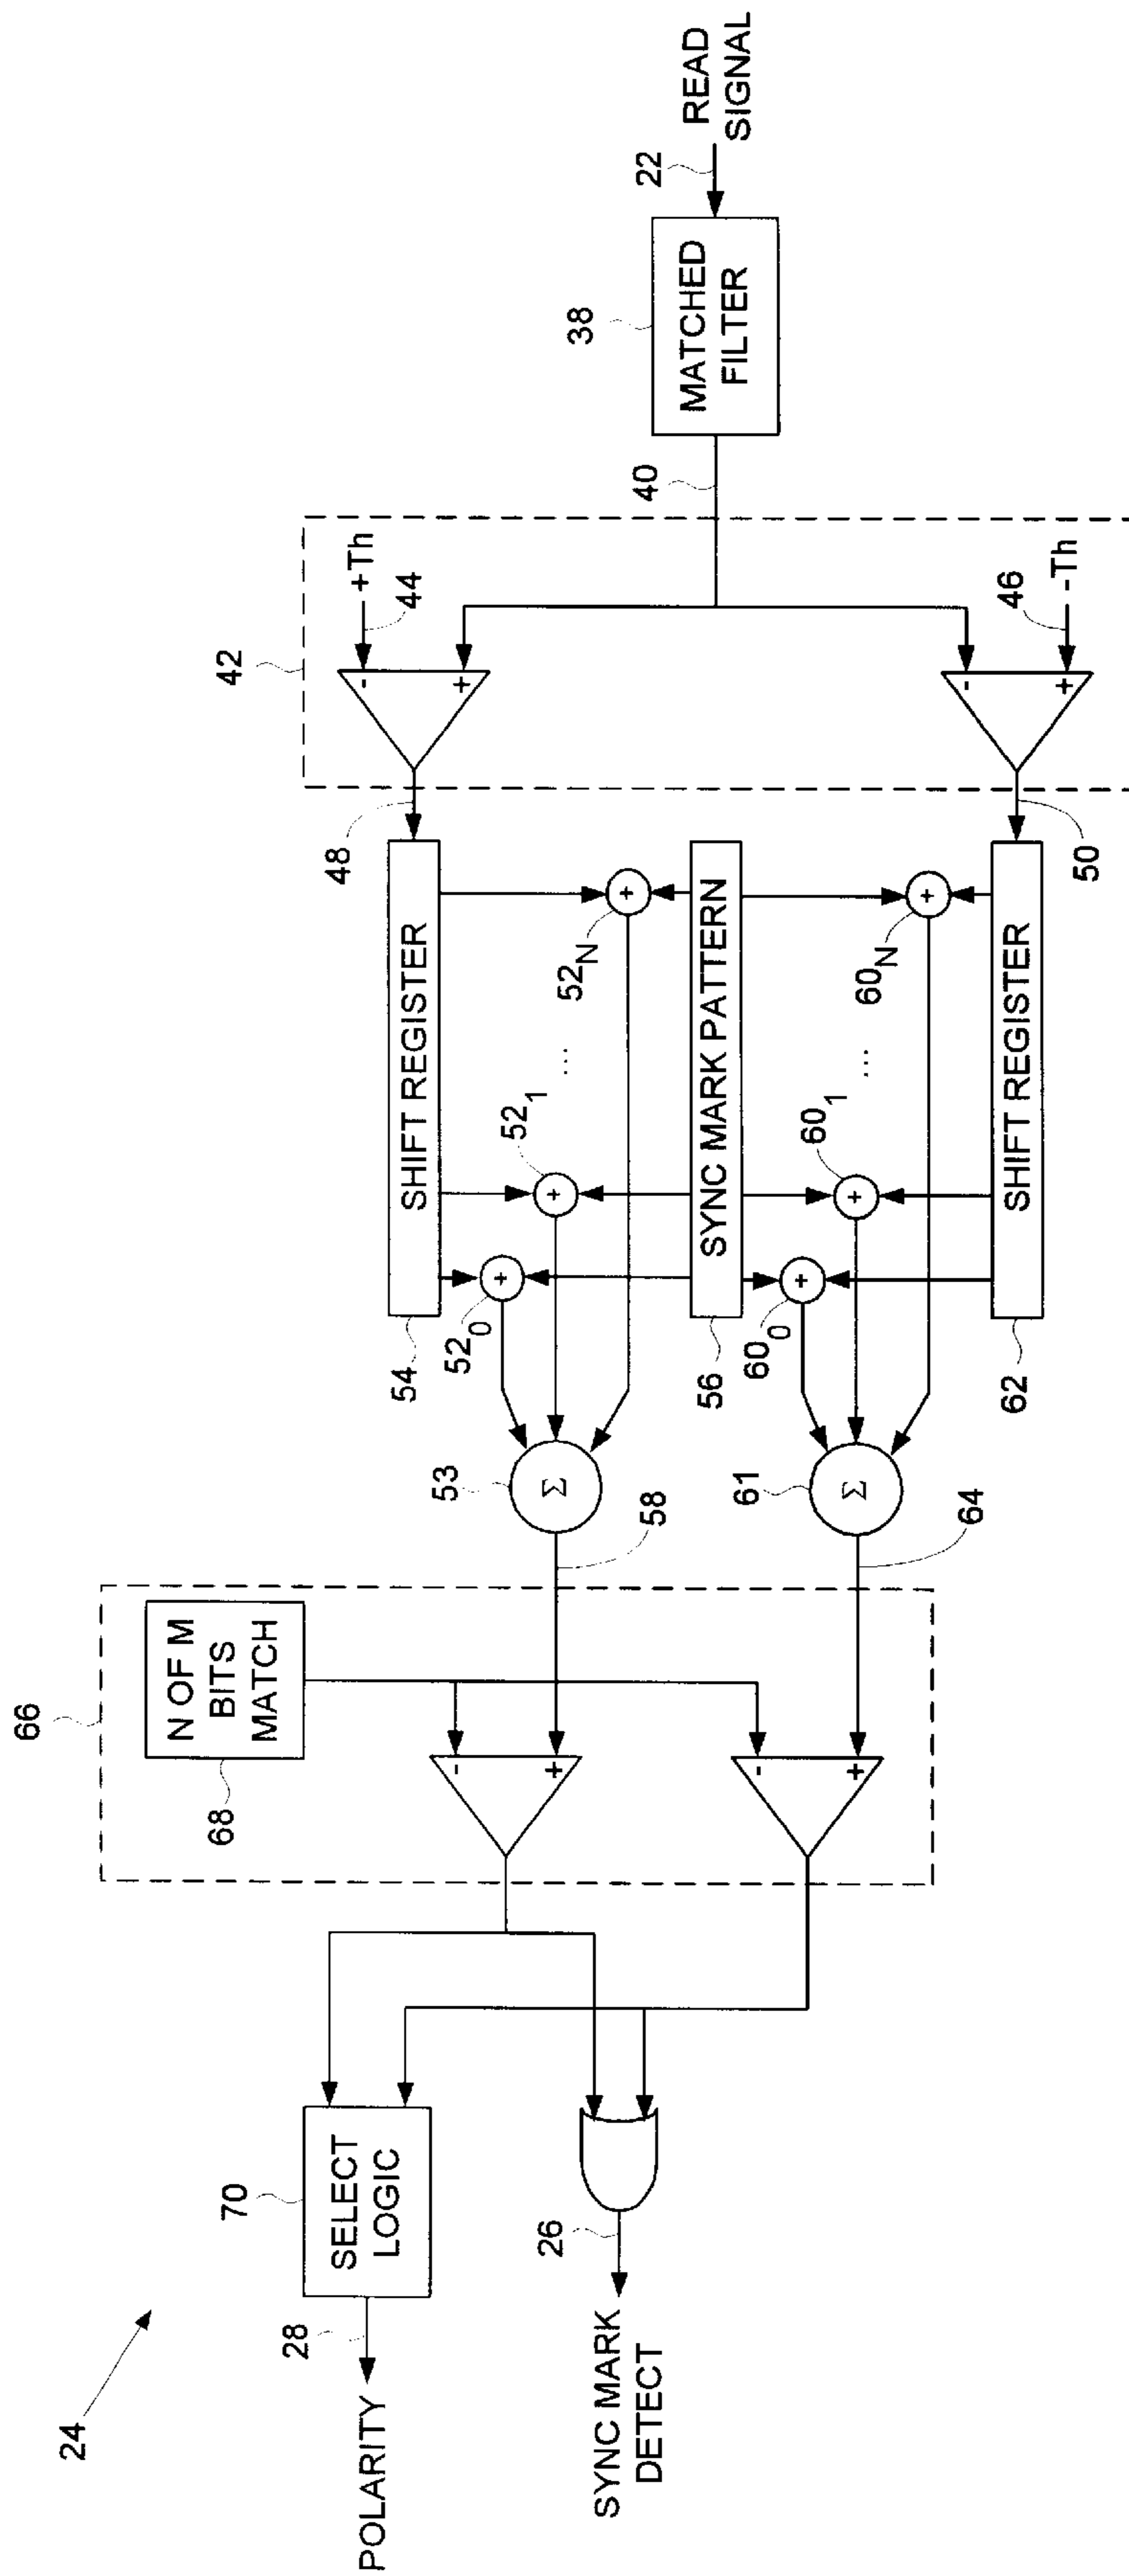 24
POLARITY
28
70
SELECT
LOGIC
SYNC MARK
DETECT
26
66
68
N OF M
BITS
MATCH
-
+
-
+
58
64
53
Σ
61
Σ
54
SHIFT REGISTER
52₀
+
52₁
+
...
52_N
+
56
SYNC MARK PATTERN
60₀
+
60₁
+
...
60_N
+
62
SHIFT REGISTER
48
50
42
-
+
+Th
44
-
+
-Th
46
40
38
MATCHED
FILTER
22
READ
SIGNAL